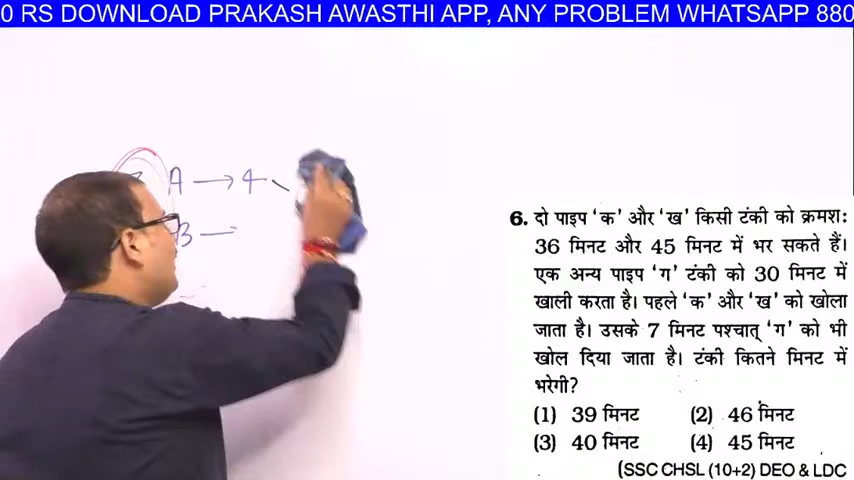 0 RS DOWNLOAD PRAKASH AWASTHI APP, ANY PROBLEM WHATSAPP 880
A → 4
B —
6. दो पाइप 'क' और 'ख' किसी टंकी को क्रमशः
36 मिनट और 45 मिनट में भर सकते हैं।
एक अन्य पाइप 'ग' टंकी को 30 मिनट में
खाली करता है। पहले 'क' और 'ख' को खोला
जाता है। उसके 7 मिनट पश्चात् 'ग' को भी
खोल दिया जाता है। टंकी कितने मिनट में
भरेगी?
(1) 39 मिनट (2) 46 मिनट
(3) 40 मिनट (4) 45 मिनट
(SSC CHSL (10+2) DEO & LDC